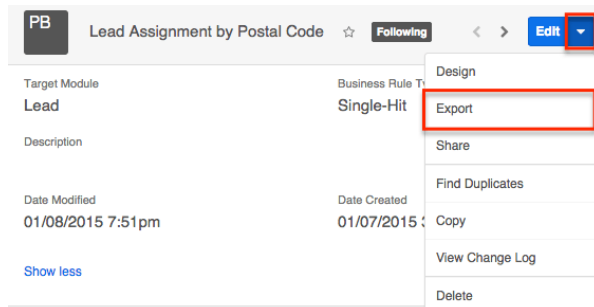 PB
Lead Assignment by Postal Code
Following
Edit
Target Module
Business Rule
Lead
Single-Hit
Description
Date Modified
Date Created
01/08/2015 7:51pm
01/07/2015
Show less
Design
Export
Share
Find Duplicates
Copy
View Change Log
Delete